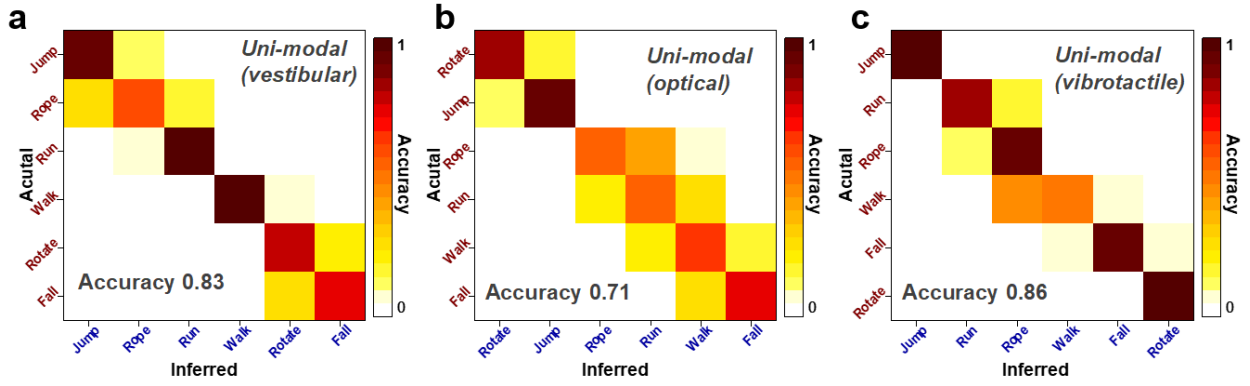 a
Uni-modal
(vestibular)
Jump
Rope
Run
Walk
Rotate
Fall
Acutal
Accuracy 0.83
Jump
Rope
Run
Walk
Rotate
Fall
Inferred
1
0
Accuracy
b
Uni-modal
(optical)
Rotate
Jump
Rope
Run
Walk
Fall
Acutal
Accuracy 0.71
Rotate
Jump
Rope
Run
Walk
Fall
Inferred
1
0
Accuracy
c
Uni-modal
(vibrotactile)
Jump
Run
Rope
Walk
Fall
Rotate
Acutal
Accuracy 0.86
Jump
Run
Rope
Walk
Fall
Rotate
Inferred
1
0
Accuracy